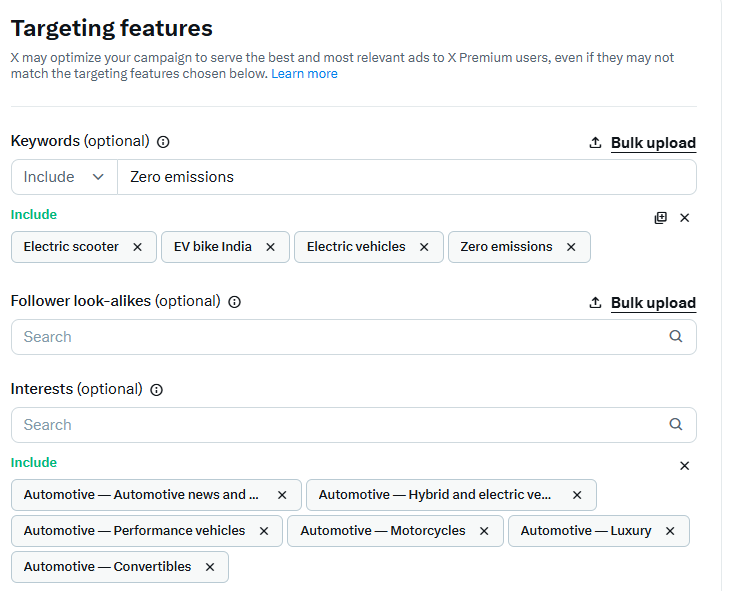 Targeting features
X may optimize your campaign to serve the best and most relevant ads to X Premium users, even if they may not
match the targeting features chosen below. Learn more
Keywords (optional) Bulk upload
Include Zero emissions
Include
Electric scooter EV bike India Electric vehicles Zero emissions
Follower look-alikes (optional) Bulk upload
Search
Interests (optional)
Search
Include
Automotive — Automotive news and ... Automotive — Hybrid and electric ve...
Automotive — Performance vehicles Automotive — Motorcycles Automotive — Luxury
Automotive — Convertibles